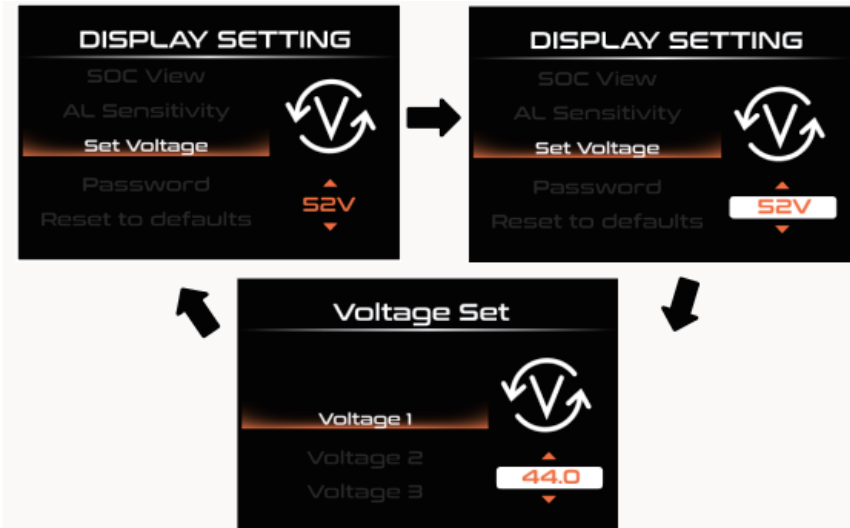 DISPLAY SETTING
SOC View
AL Sensitivity
Set Voltage
Password
Reset to defaults
52V
DISPLAY SETTING
SOC View
AL Sensitivity
Set Voltage
Password
Reset to defaults
52V
Voltage Set
Voltage 1
Voltage 2
Voltage 3
44.0